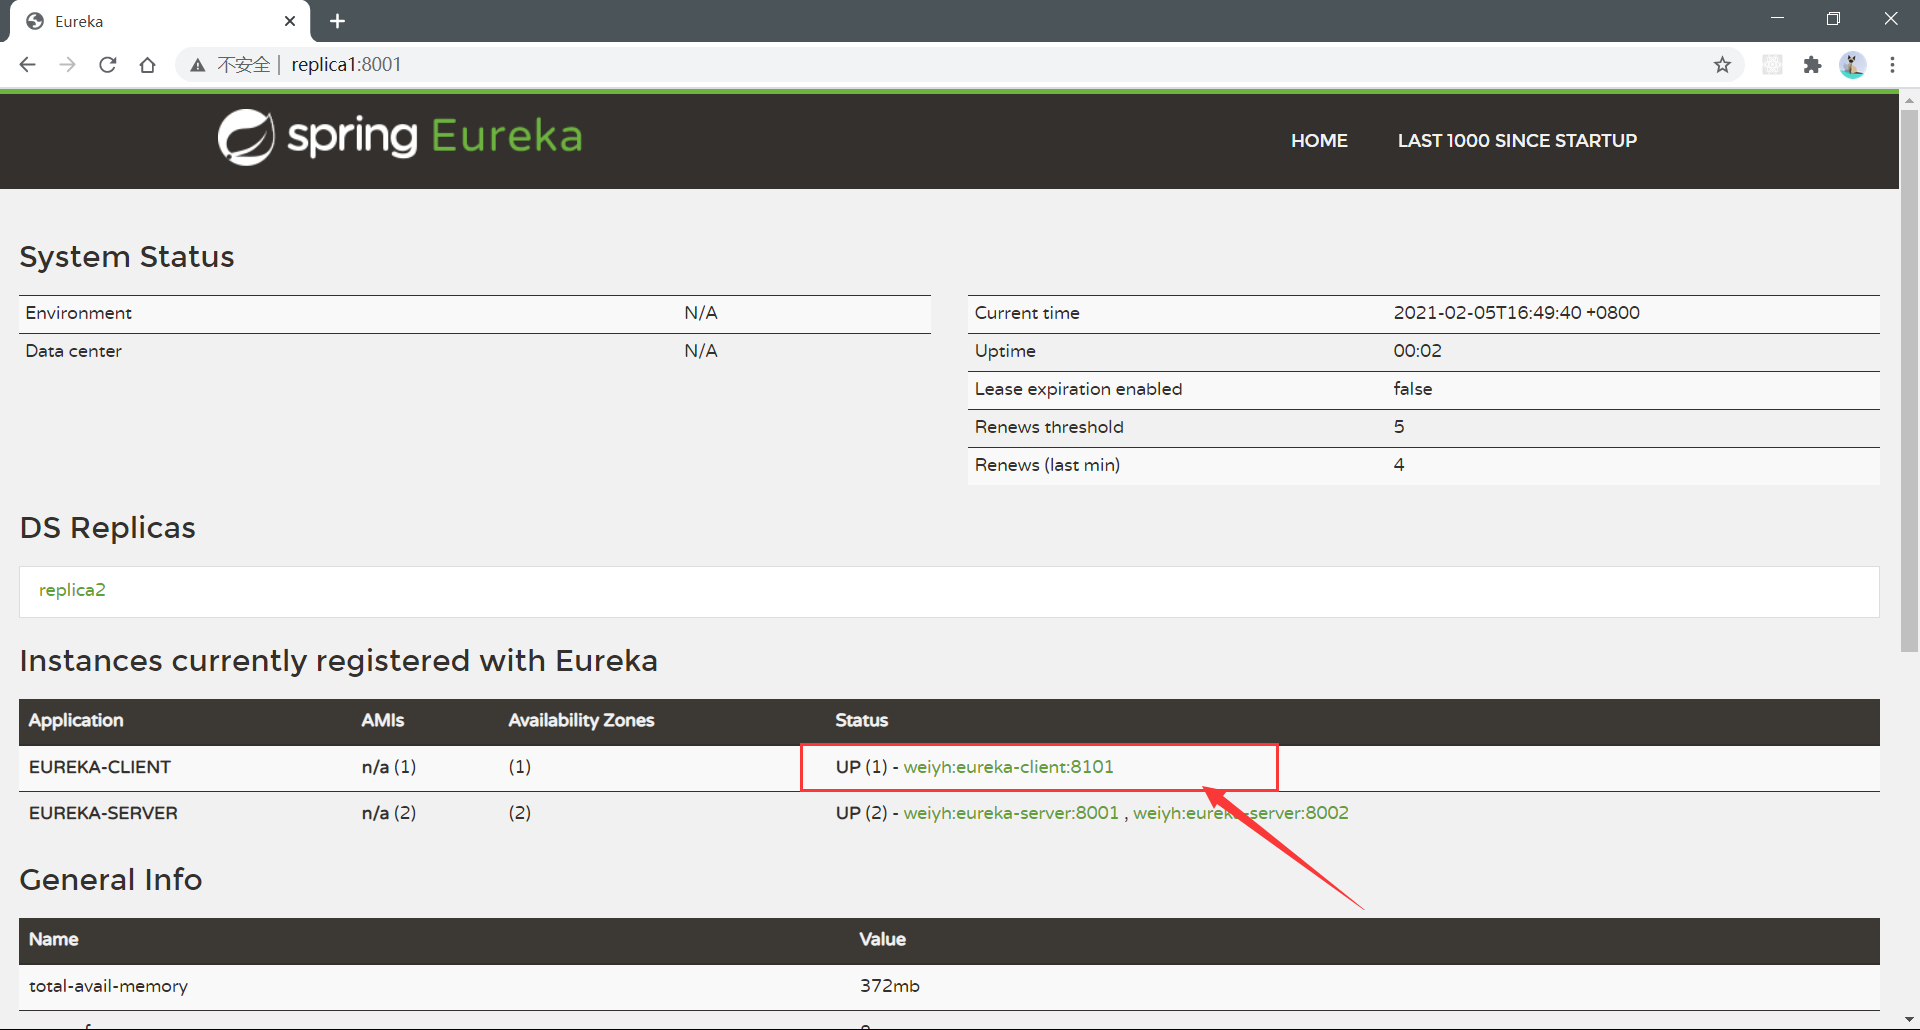 Eureka
不安全 | replica1:8001
spring Eureka
HOME LAST 1000 SINCE STARTUP
System Status
Environment N/A
Data center N/A
Current time 2021-02-05T16:49:40 +0800
Uptime 00:02
Lease expiration enabled false
Renews threshold 5
Renews (last min) 4
DS Replicas
replica2
Instances currently registered with Eureka
Application AMIs Availability Zones Status
EUREKA-CLIENT n/a (1) (1) UP (1) - weiyh:eureka-client:8101
EUREKA-SERVER n/a (2) (2) UP (2) - weiyh:eureka-server:8001 , weiyh:eureka-server:8002
General Info
Name Value
total-avail-memory 372mb